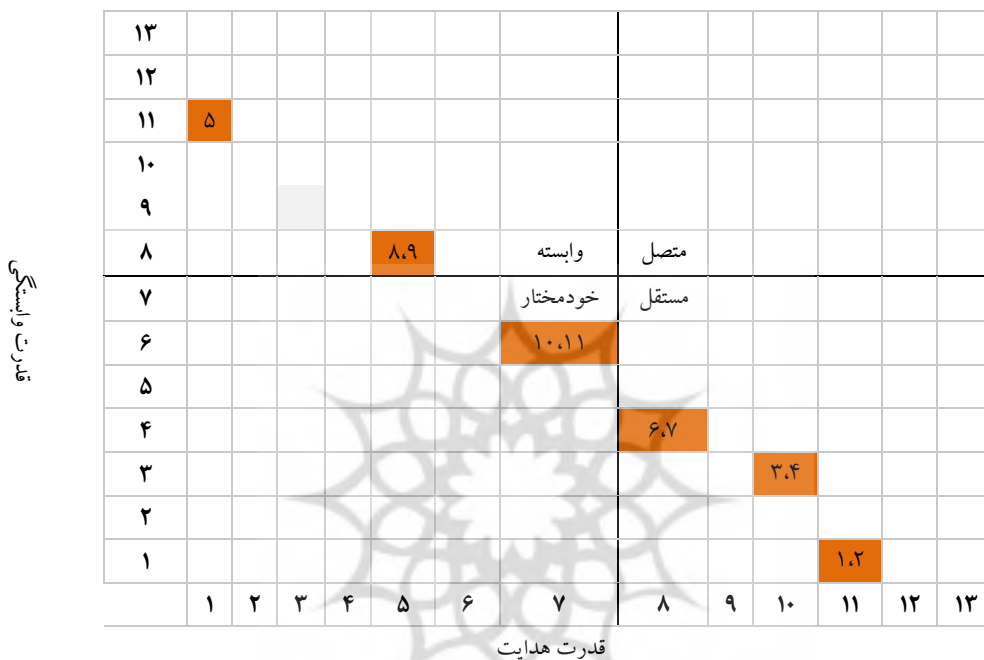 ۱۳
۱۲
۱۱ ۵
۱۰
۹
۸ ۸،۹ وابسته متصل
۷ خودمختار مستقل
۶ ۱۰،۱۱
۵
۴ ۶،۷
۳ ۳،۴
۲
۱ ۱،۲
۱ ۲ ۳ ۴ ۵ ۶ ۷ ۸ ۹ ۱۰ ۱۱ ۱۲ ۱۳
قدرت هدایت
قدرت وابستگی